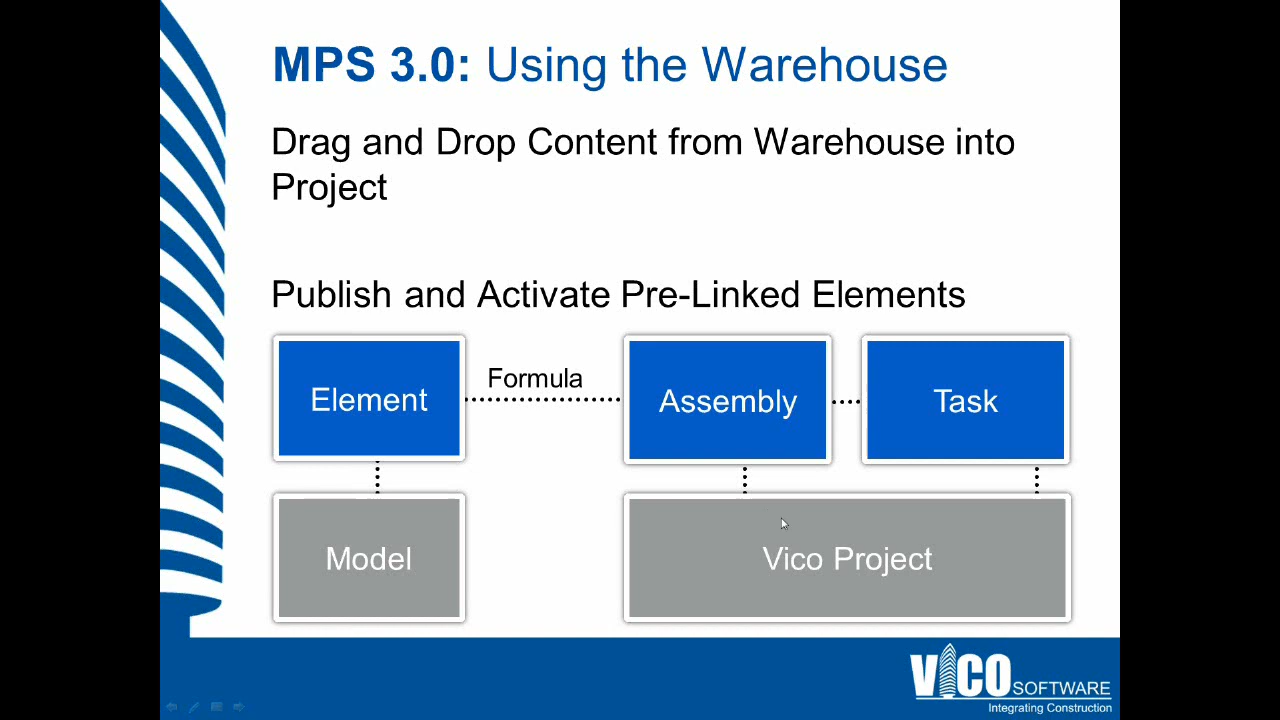 MPS 3.0: Using the Warehouse
Drag and Drop Content from Warehouse into
Project
Publish and Activate Pre-Linked Elements
Element
Formula
Assembly
Task
Model
Vico Project
VICO SOFTWARE
Integrating Construction